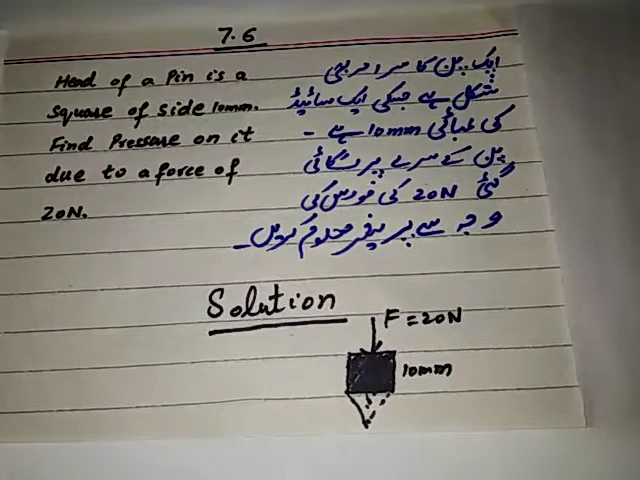 7.6
Head of a Pin is a
square of side 10mm.
Find Pressure on it
due to a force of
20N.
ایک پن کا سرا مربعی
شکل ہے جسکی ایک سائیڈ
کی لمبائی 10mm ہے -
پن کے سرے پر لگائی
گئی 20N کی فورس کی
وجہ سے پریشر معلوم کریں۔
Solution
F = 20N
10mm